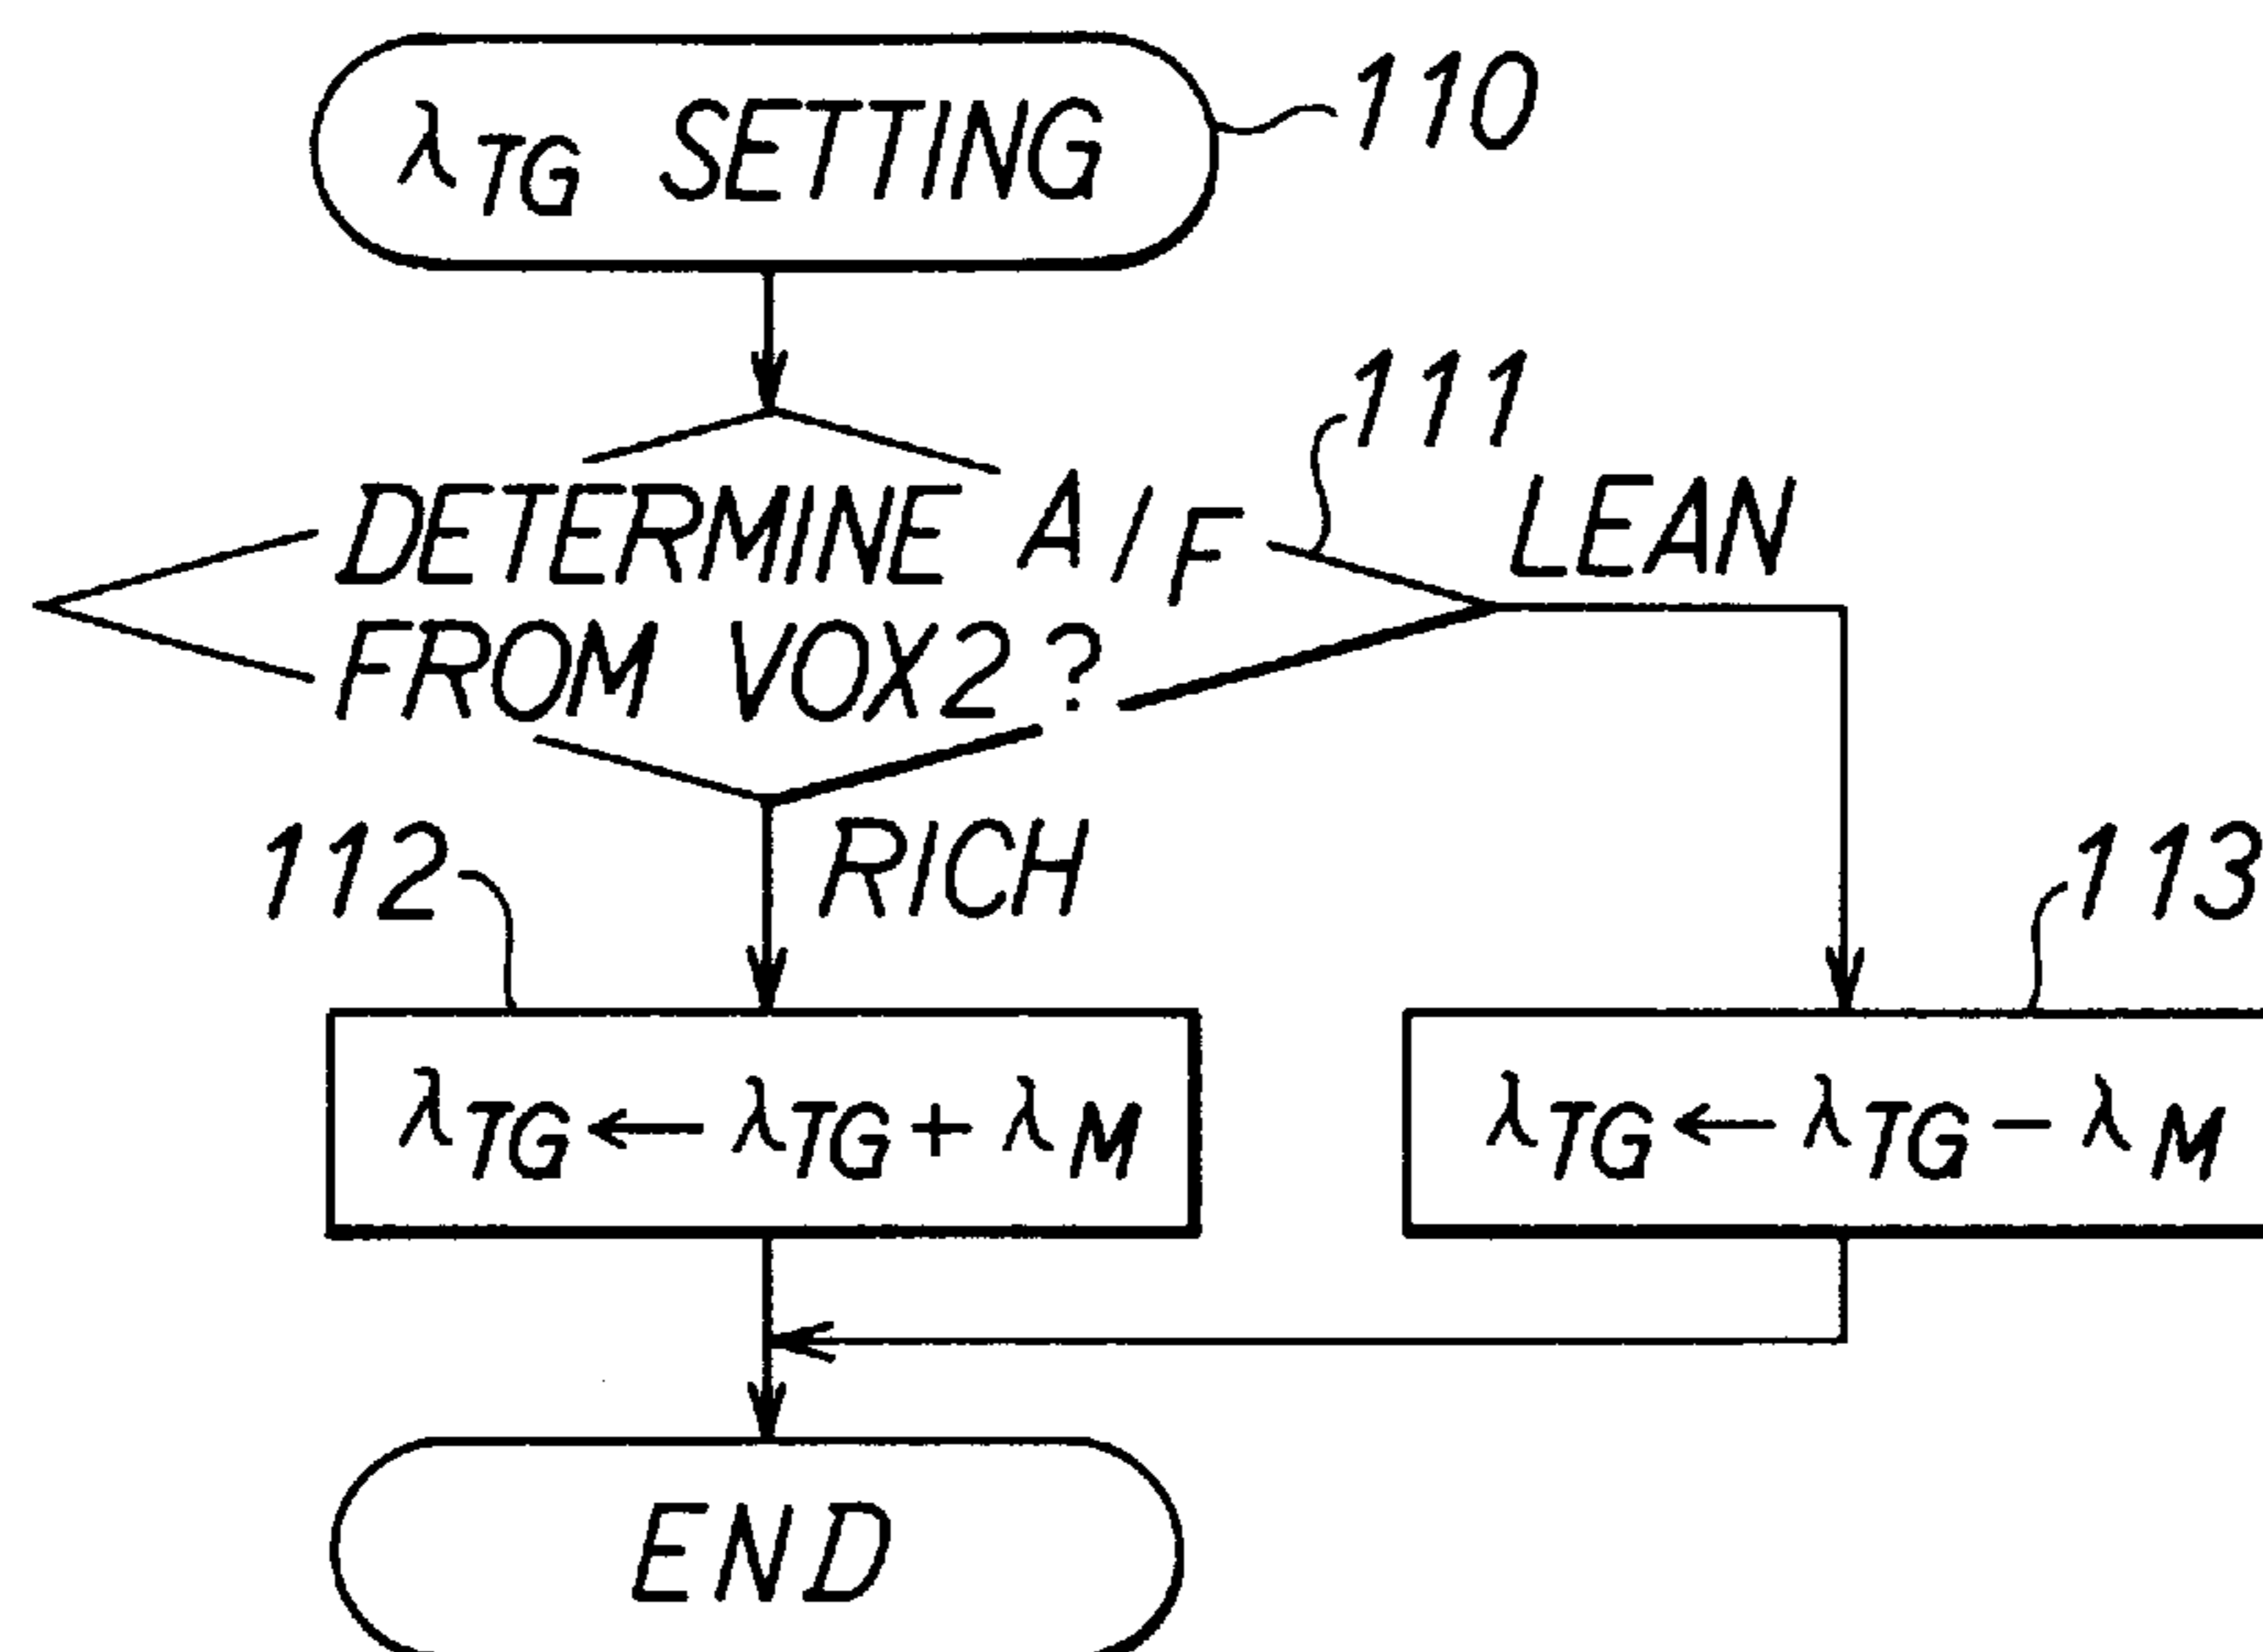 λTG SETTING
110
111
DETERMINE A/F
FROM VOX2?
LEAN
RICH
112
113
λTG ← λTG + λM
λTG ← λTG − λM
END